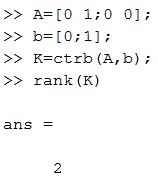 >> A=[0 1;0 0];
>> b=[0;1];
>> K=ctrb(A,b);
>> rank(K)
ans =
2